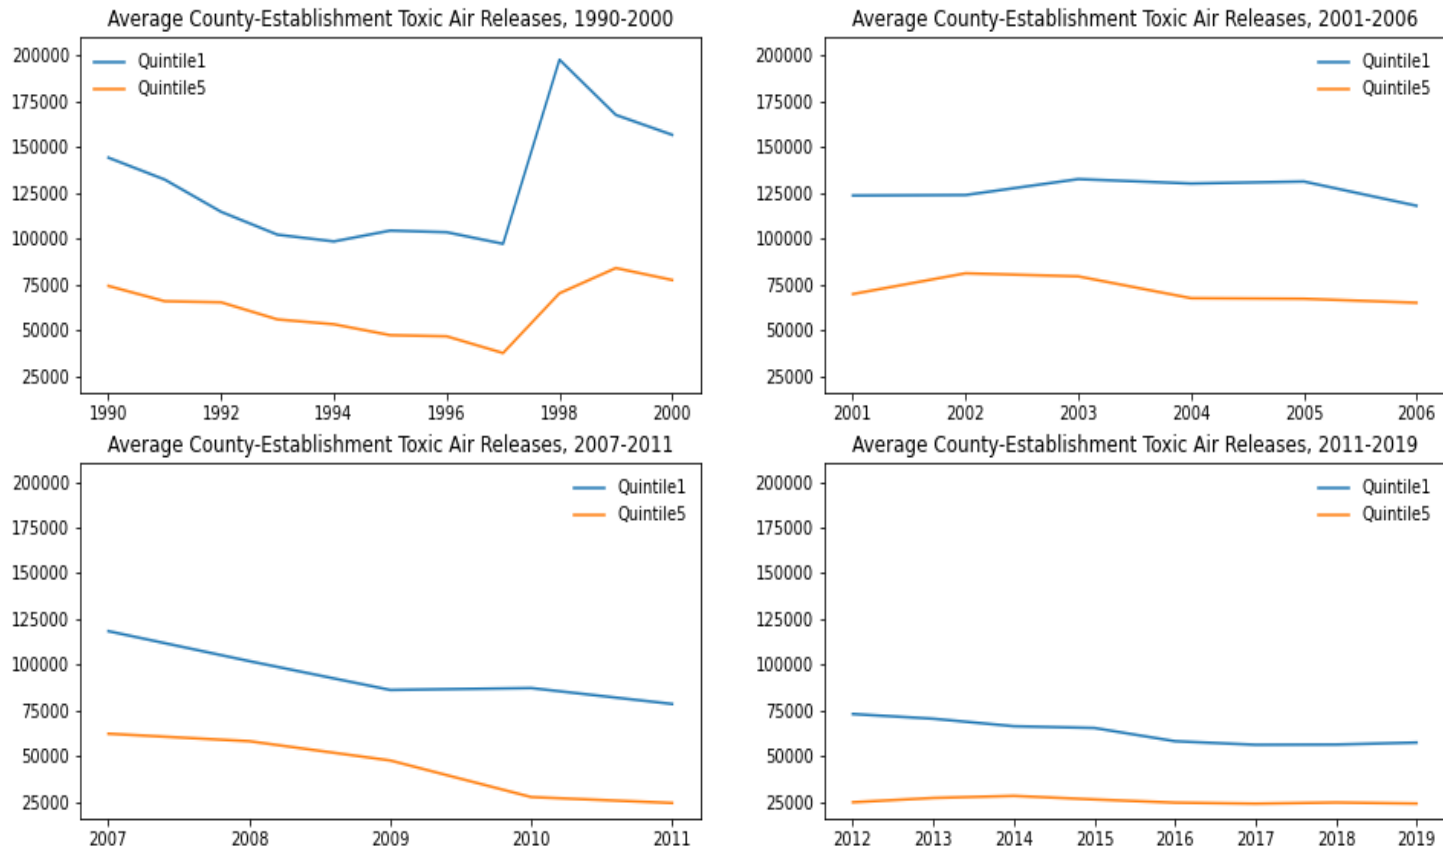 Average County-Establishment Toxic Air Releases, 1990-2000
200000
175000
150000
125000
100000
75000
50000
25000
Quintile1
Quintile5
1990 1992 1994 1996 1998 2000
Average County-Establishment Toxic Air Releases, 2001-2006
200000
175000
150000
125000
100000
75000
50000
25000
Quintile1
Quintile5
2001 2002 2003 2004 2005 2006
Average County-Establishment Toxic Air Releases, 2007-2011
200000
175000
150000
125000
100000
75000
50000
25000
Quintile1
Quintile5
2007 2008 2009 2010 2011
Average County-Establishment Toxic Air Releases, 2011-2019
200000
175000
150000
125000
100000
75000
50000
25000
Quintile1
Quintile5
2012 2013 2014 2015 2016 2017 2018 2019